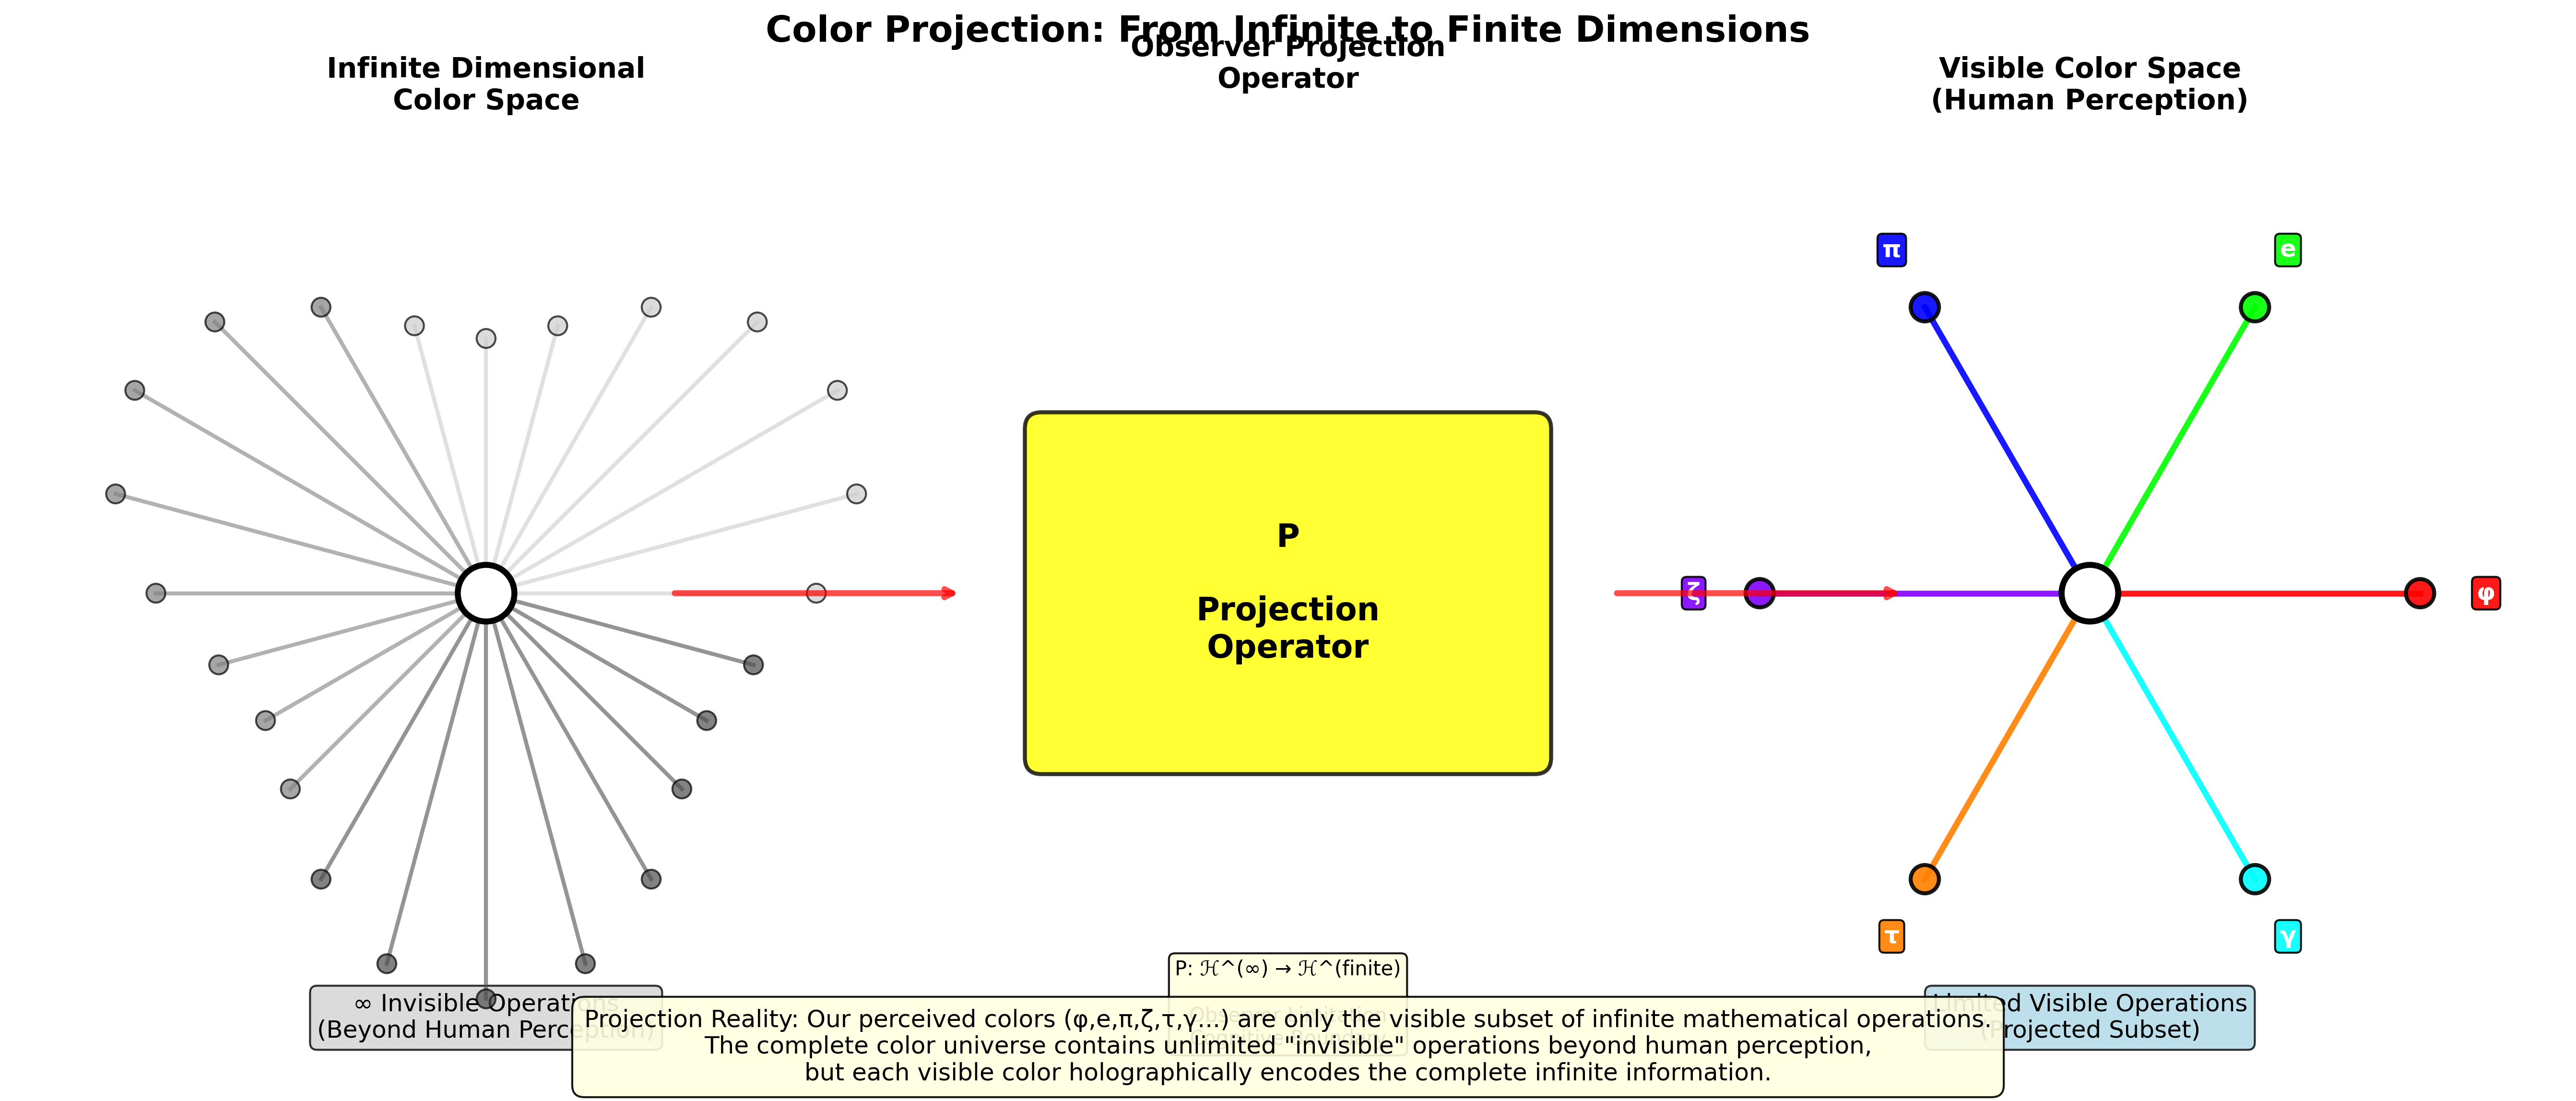 Color Projection: From Infinite to Finite Dimensions
Infinite Dimensional
Color Space
Observer Projection
Operator
Visible Color Space
(Human Perception)
π
e
P
Projection
Operator
ζ
φ
τ
γ
P: ℋ^(∞) → ℋ^(finite)
∞ Invisible Operations
(Beyond Human Perception)
Observer Limitation
Limited Visible Operations
(Projected Subset)
Projection Reality: Our perceived colors (φ,e,π,ζ,τ,γ...) are only the visible subset of infinite mathematical operations.
The complete color universe contains unlimited "invisible" operations beyond human perception,
but each visible color holographically encodes the complete infinite information.